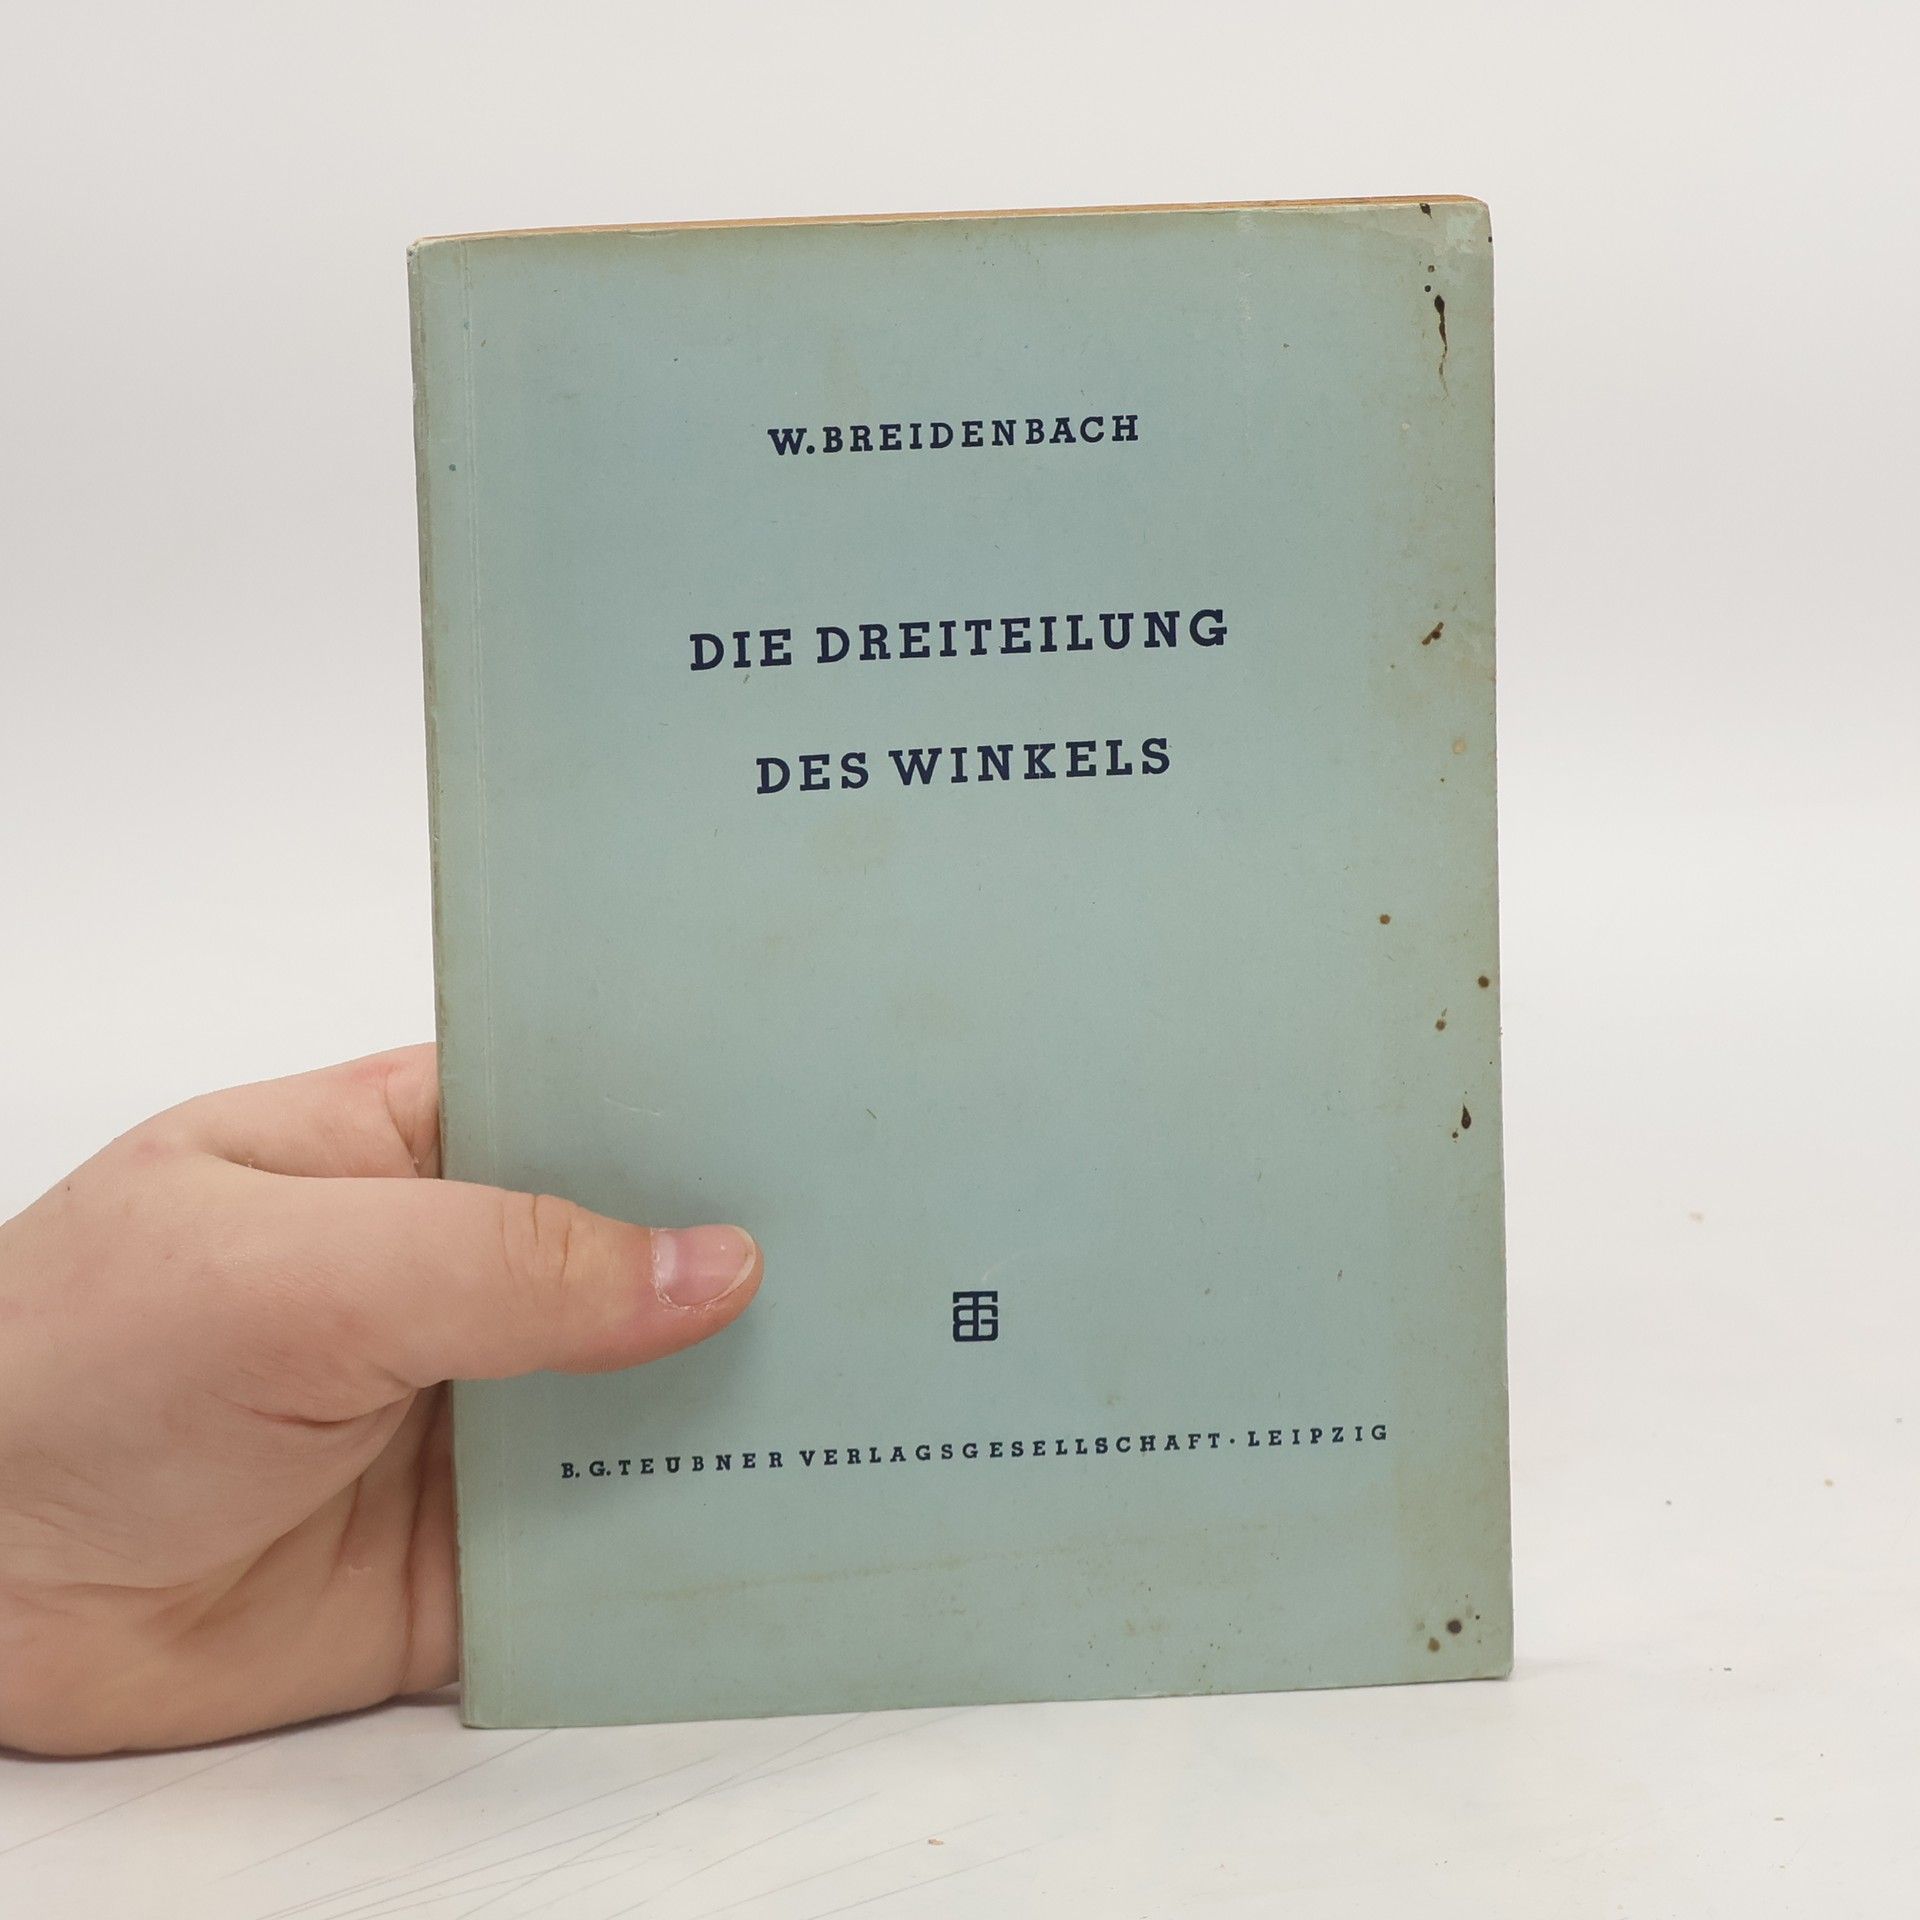 W. BREIDENBACH
DIE DREITEILUNG
DES WINKELS
B. G. TEUBNER VERLAGSGESELLSCHAFT · LEIPZIG